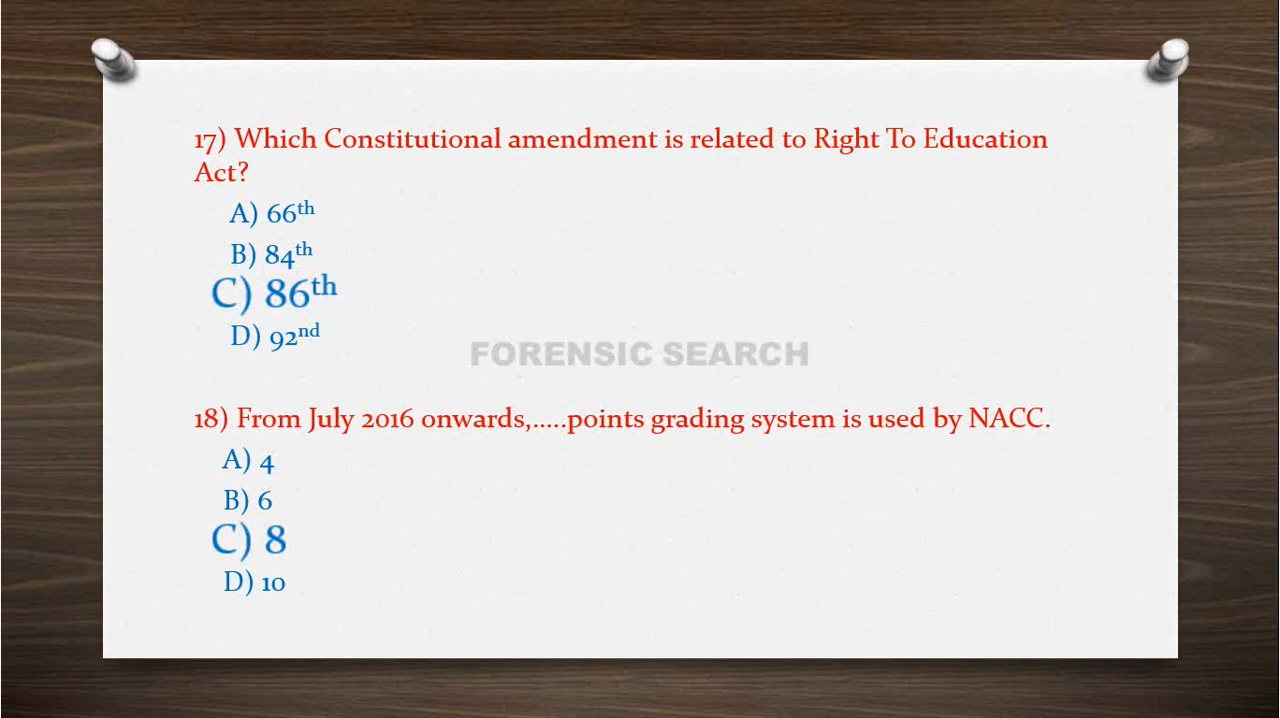 17) Which Constitutional amendment is related to Right To Education
Act?
A) 66th
B) 84th
C) 86th
D) 92nd
FORENSIC SEARCH
18) From July 2016 onwards,.....points grading system is used by NACC.
A) 4
B) 6
C) 8
D) 10